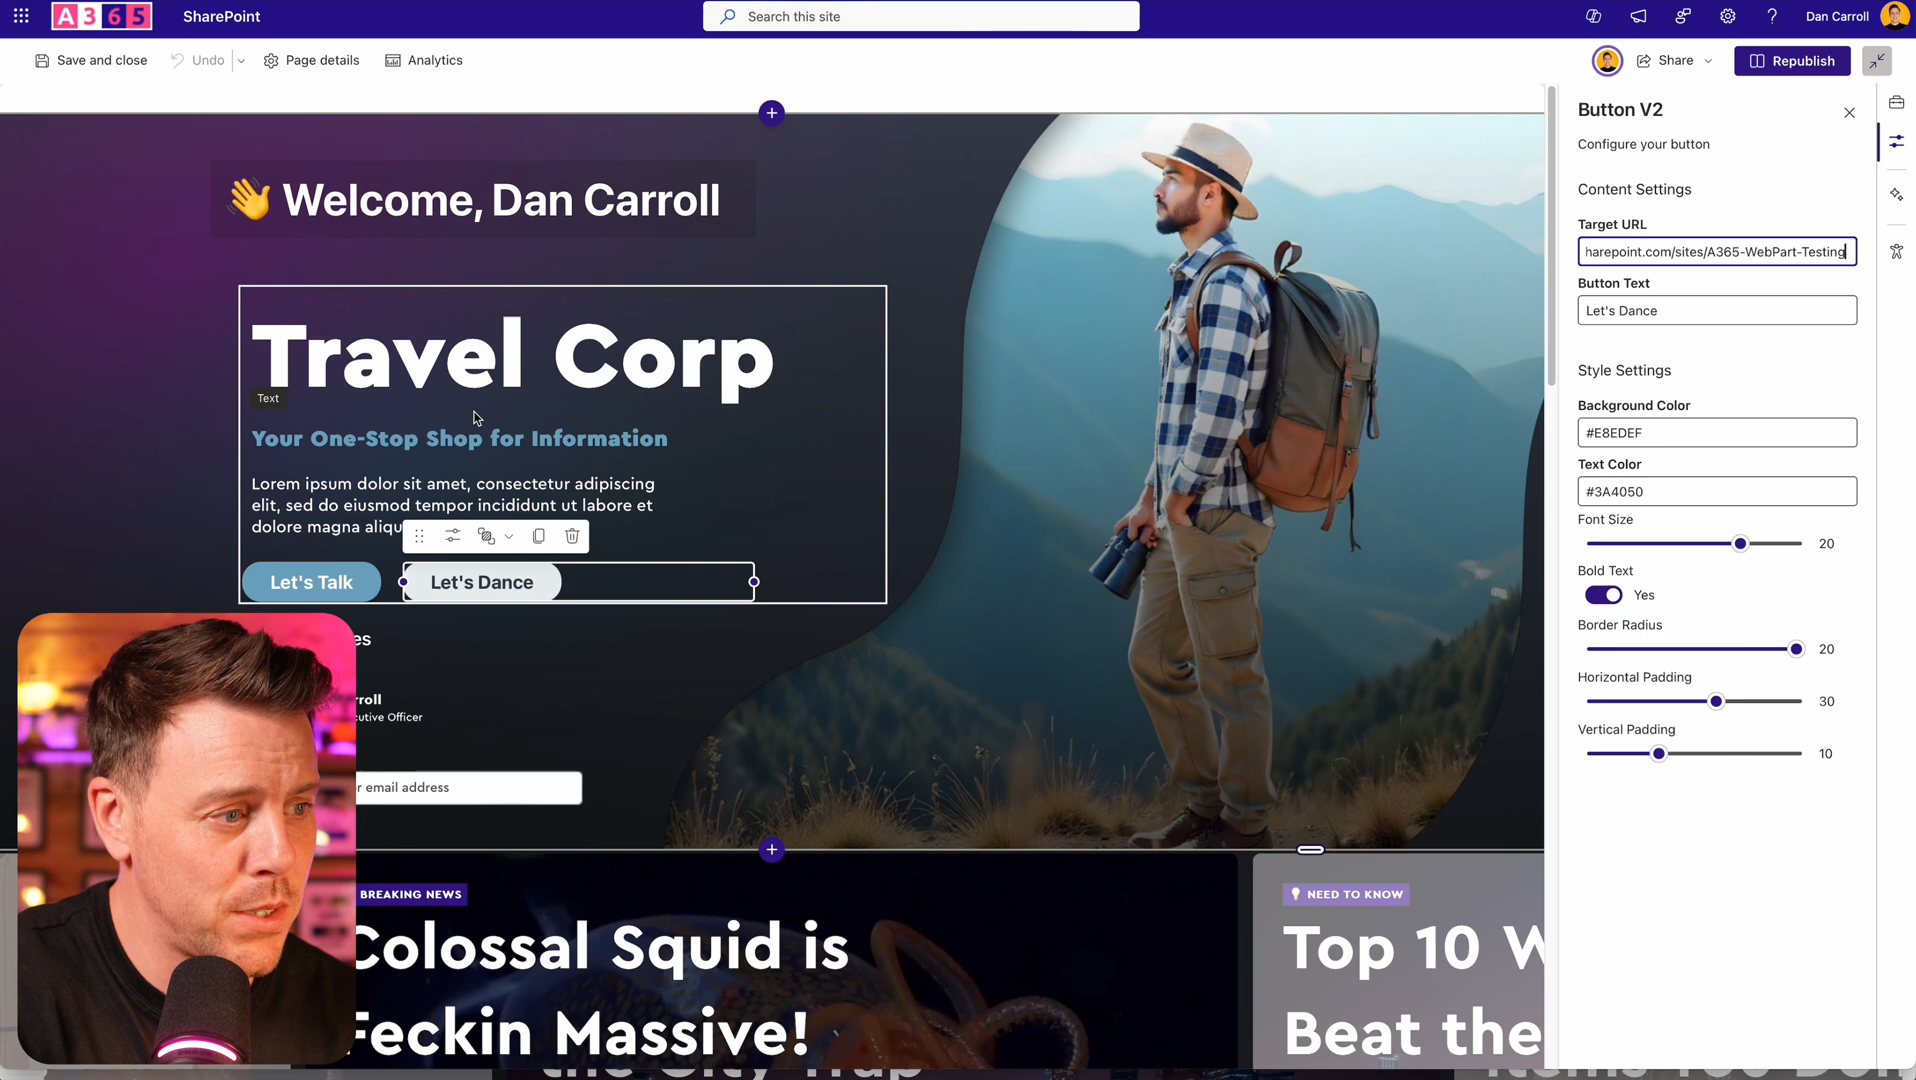 A365
SharePoint
Search this site
Dan Carroll
Save and close
Undo
Page details
Analytics
Share
Republish
👋 Welcome, Dan Carroll
Travel Corp
Text
Your One-Stop Shop for Information
Lorem ipsum dolor sit amet, consectetur adipiscing
elit, sed do eiusmod tempor incididunt ut labore et
dolore magna aliqu
Let's Talk
Let's Dance
es
rroll
cutive Officer
r email address
BREAKING NEWS
Colossal Squid is
Feckin Massive!
💡 NEED TO KNOW
Top 10 W
Beat the
Button V2
Configure your button
Content Settings
Target URL
harepoint.com/sites/A365-WebPart-Testing
Button Text
Let's Dance
Style Settings
Background Color
#E8EDEF
Text Color
#3A4050
Font Size
20
Bold Text
Yes
Border Radius
20
Horizontal Padding
30
Vertical Padding
10